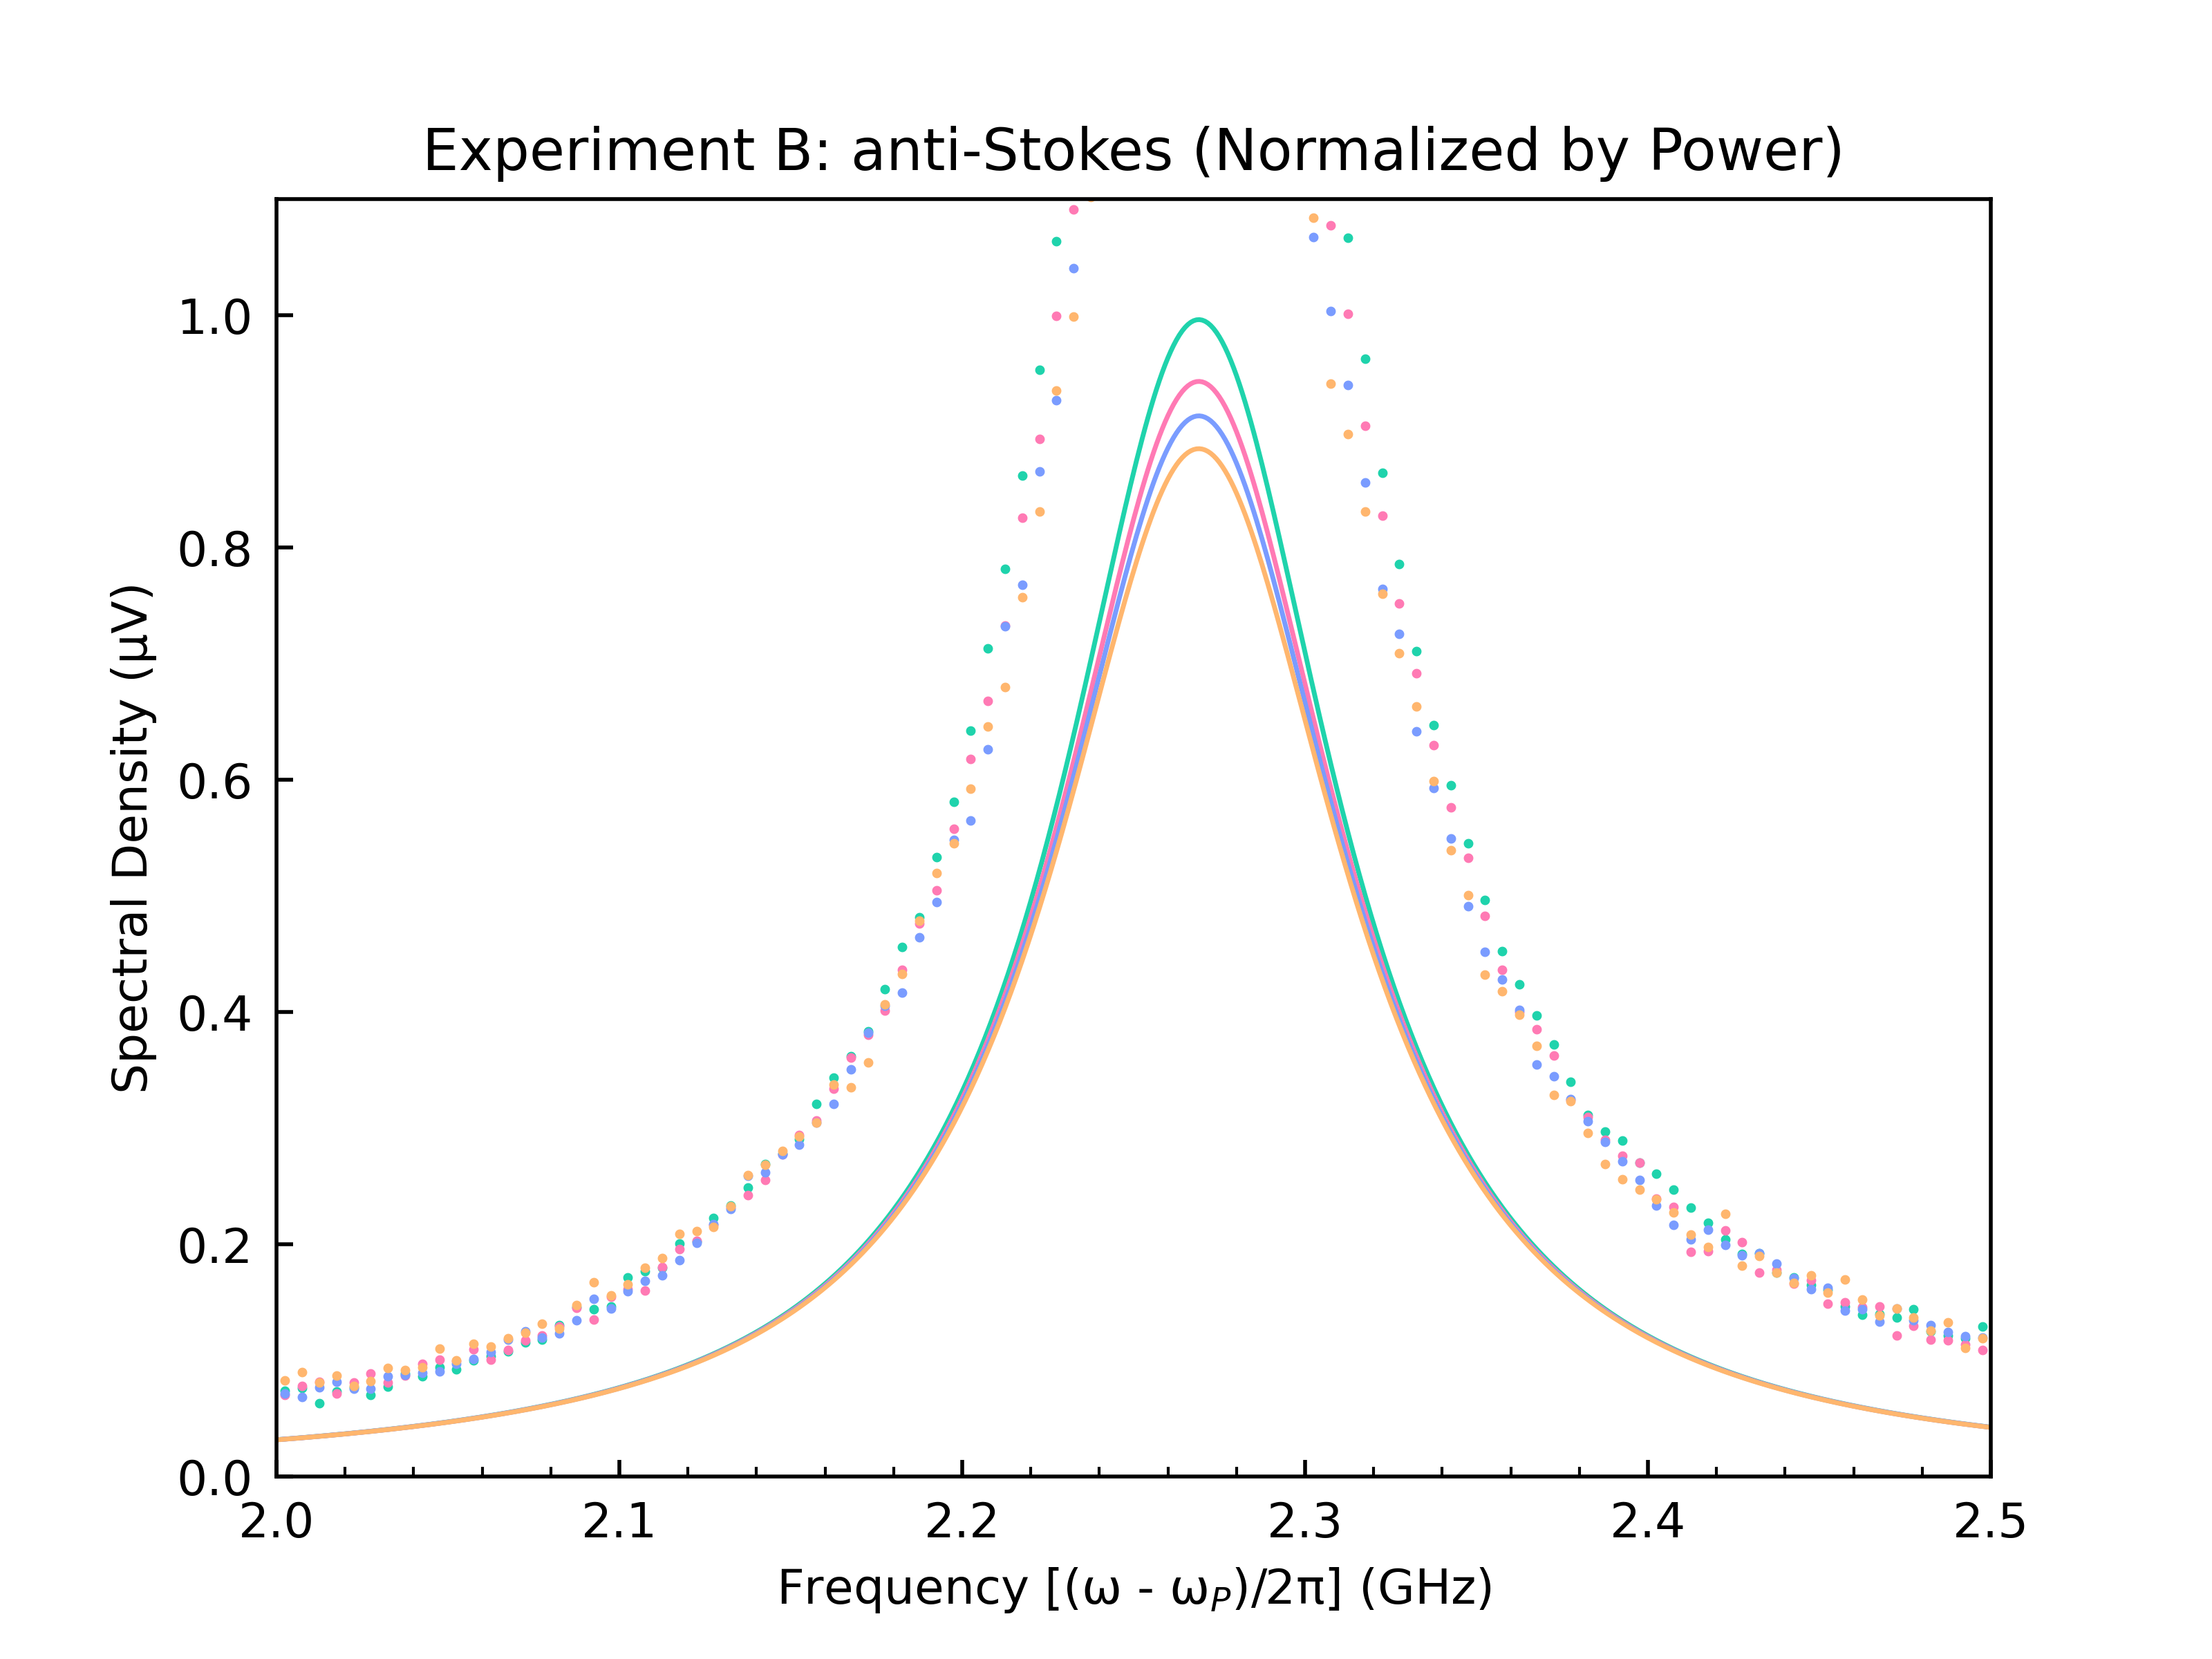 Experiment B: anti-Stokes (Normalized by Power)
Spectral Density (μV)
1.0
0.8
0.6
0.4
0.2
0.0
2.0 2.1 2.2 2.3 2.4 2.5
Frequency [(ω - ω_P)/2π] (GHz)